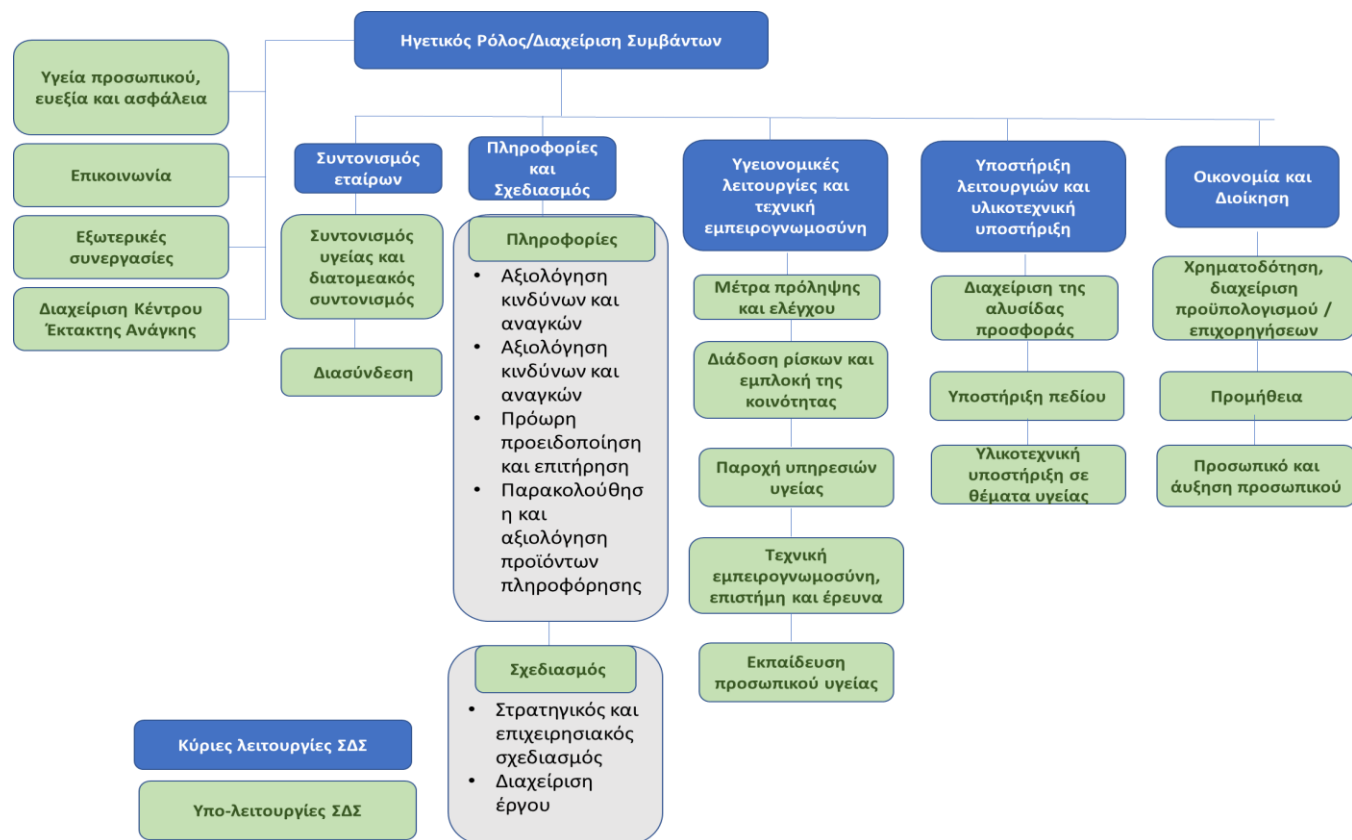 Ηγετικός Ρόλος/Διαχείριση Συμβάντων
Υγεία προσωπικού,
ευεξία και ασφάλεια
Επικοινωνία
Εξωτερικές
συνεργασίες
Διαχείριση Κέντρου
Έκτακτης Ανάγκης
Συντονισμός
εταίρων
Συντονισμός
υγείας και
διατομεακός
συντονισμός
Διασύνδεση
Πληροφορίες
και
Σχεδιασμός
Πληροφορίες
• Αξιολόγηση
κινδύνων και
αναγκών
• Αξιολόγηση
κινδύνων και
αναγκών
• Πρόωρη
προειδοποίηση
και επιτήρηση
• Παρακολούθησ
η και
αξιολόγηση
προϊόντων
πληροφόρησης
Σχεδιασμός
• Στρατηγικός και
επιχειρησιακός
σχεδιασμός
• Διαχείριση
έργου
Υγειονομικές
λειτουργίες και
τεχνική
εμπειρογνωμοσύνη
Μέτρα πρόληψης
και ελέγχου
Διάδοση ρίσκων και
εμπλοκή της
κοινότητας
Παροχή υπηρεσιών
υγείας
Τεχνική
εμπειρογνωμοσύνη,
επιστήμη και έρευνα
Εκπαίδευση
προσωπικού υγείας
Υποστήριξη
λειτουργιών και
υλικοτεχνική
υποστήριξη
Διαχείριση της
αλυσίδας
προσφοράς
Υποστήριξη πεδίου
Υλικοτεχνική
υποστήριξη σε
θέματα υγείας
Οικονομία και
Διοίκηση
Χρηματοδότηση,
διαχείριση
προϋπολογισμού /
επιχορηγήσεων
Προμήθεια
Προσωπικό και
άυξηση προσωπικού
Κύριες λειτουργίες ΣΔΣ
Υπο-λειτουργίες ΣΔΣ